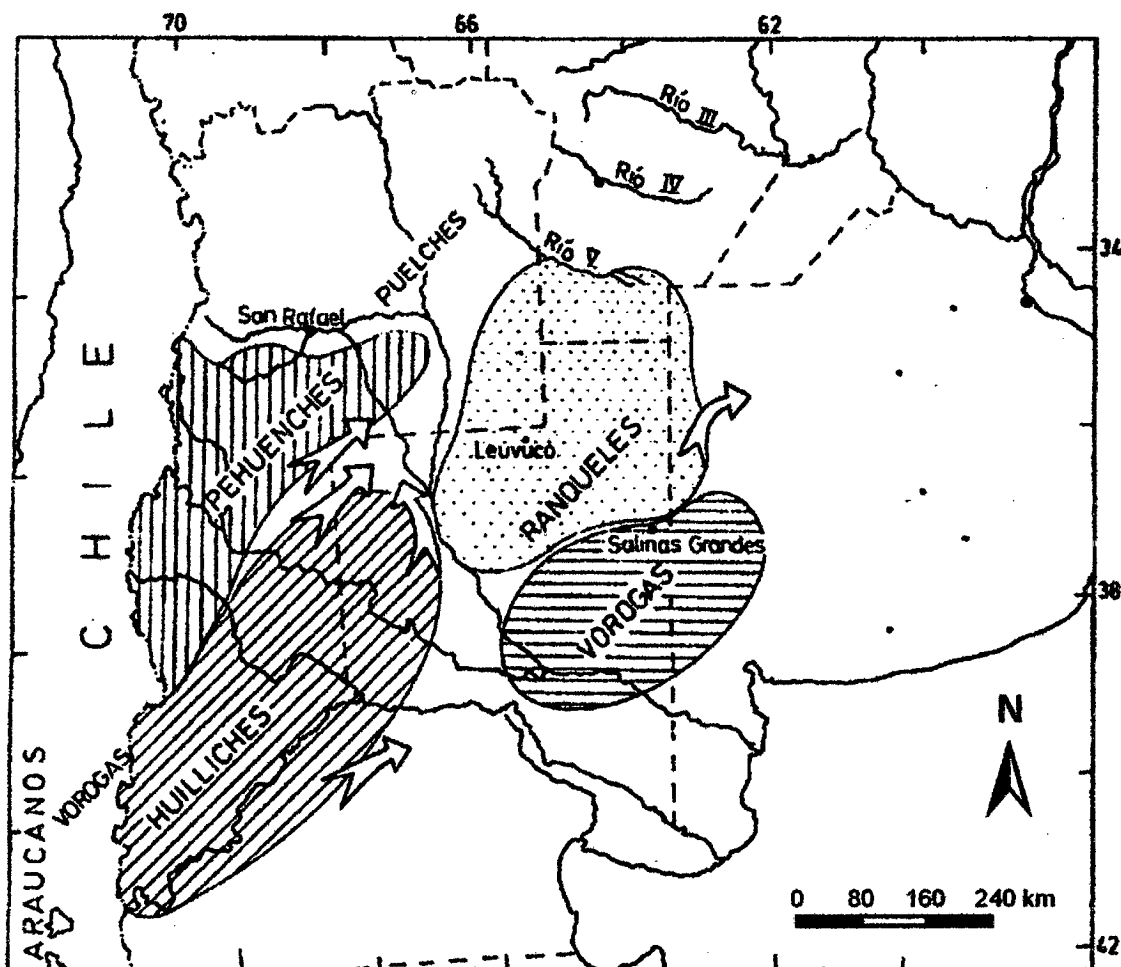 70
66
62
Río III
Río IV
Río V
34
PUELCHES
San Rafael
CHILE
PEHUENCHES
Leuvucó
RANQUELES
Salinas Grandes
VOROGAS
38
HUILLICHES
VOROGAS
ARAUCANOS
N
0 80 160 240 km
42